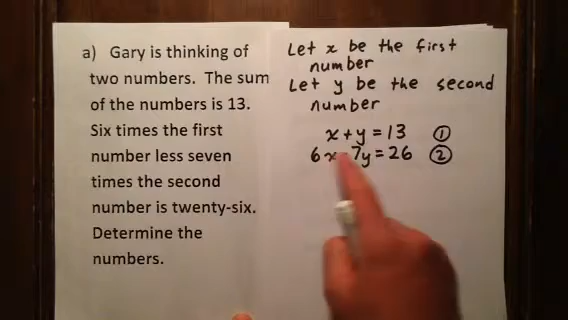 a) Gary is thinking of
two numbers. The sum
of the numbers is 13.
Six times the first
number less seven
times the second
number is twenty-six.
Determine the
numbers.
Let x be the first
number
Let y be the second
number
x + y = 13 ①
6x-7y = 26 ②